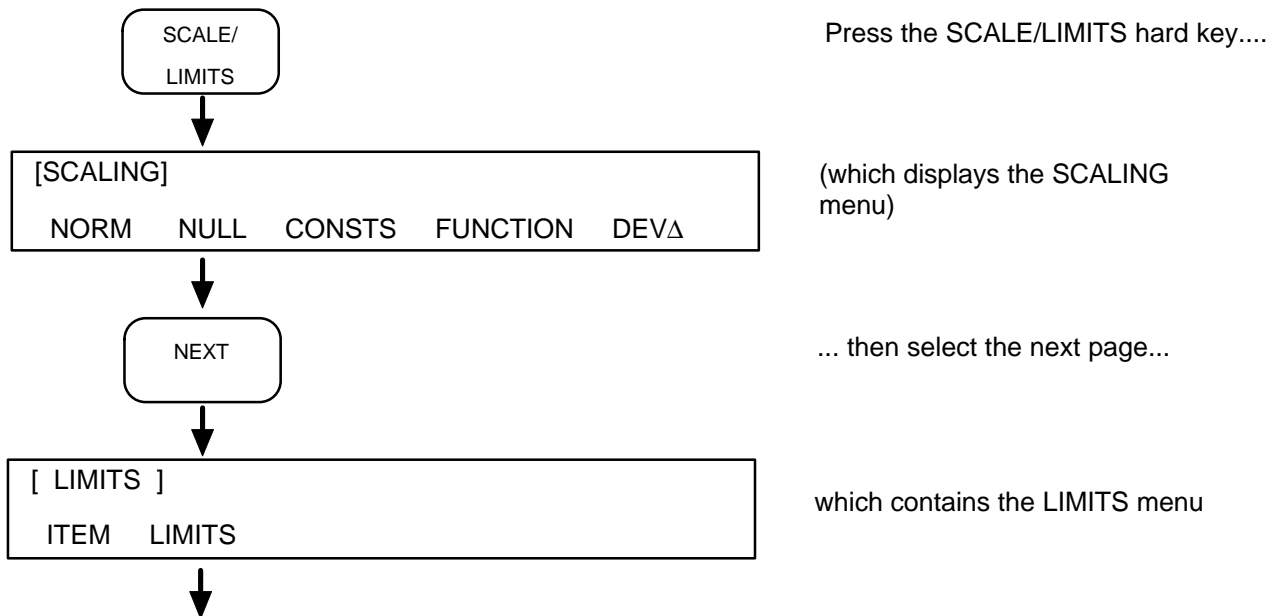 SCALE/
LIMITS
Press the SCALE/LIMITS hard key....
[SCALING]
NORM NULL CONSTS FUNCTION DEV∆
(which displays the SCALING
menu)
NEXT
... then select the next page...
[ LIMITS ]
ITEM LIMITS
which contains the LIMITS menu